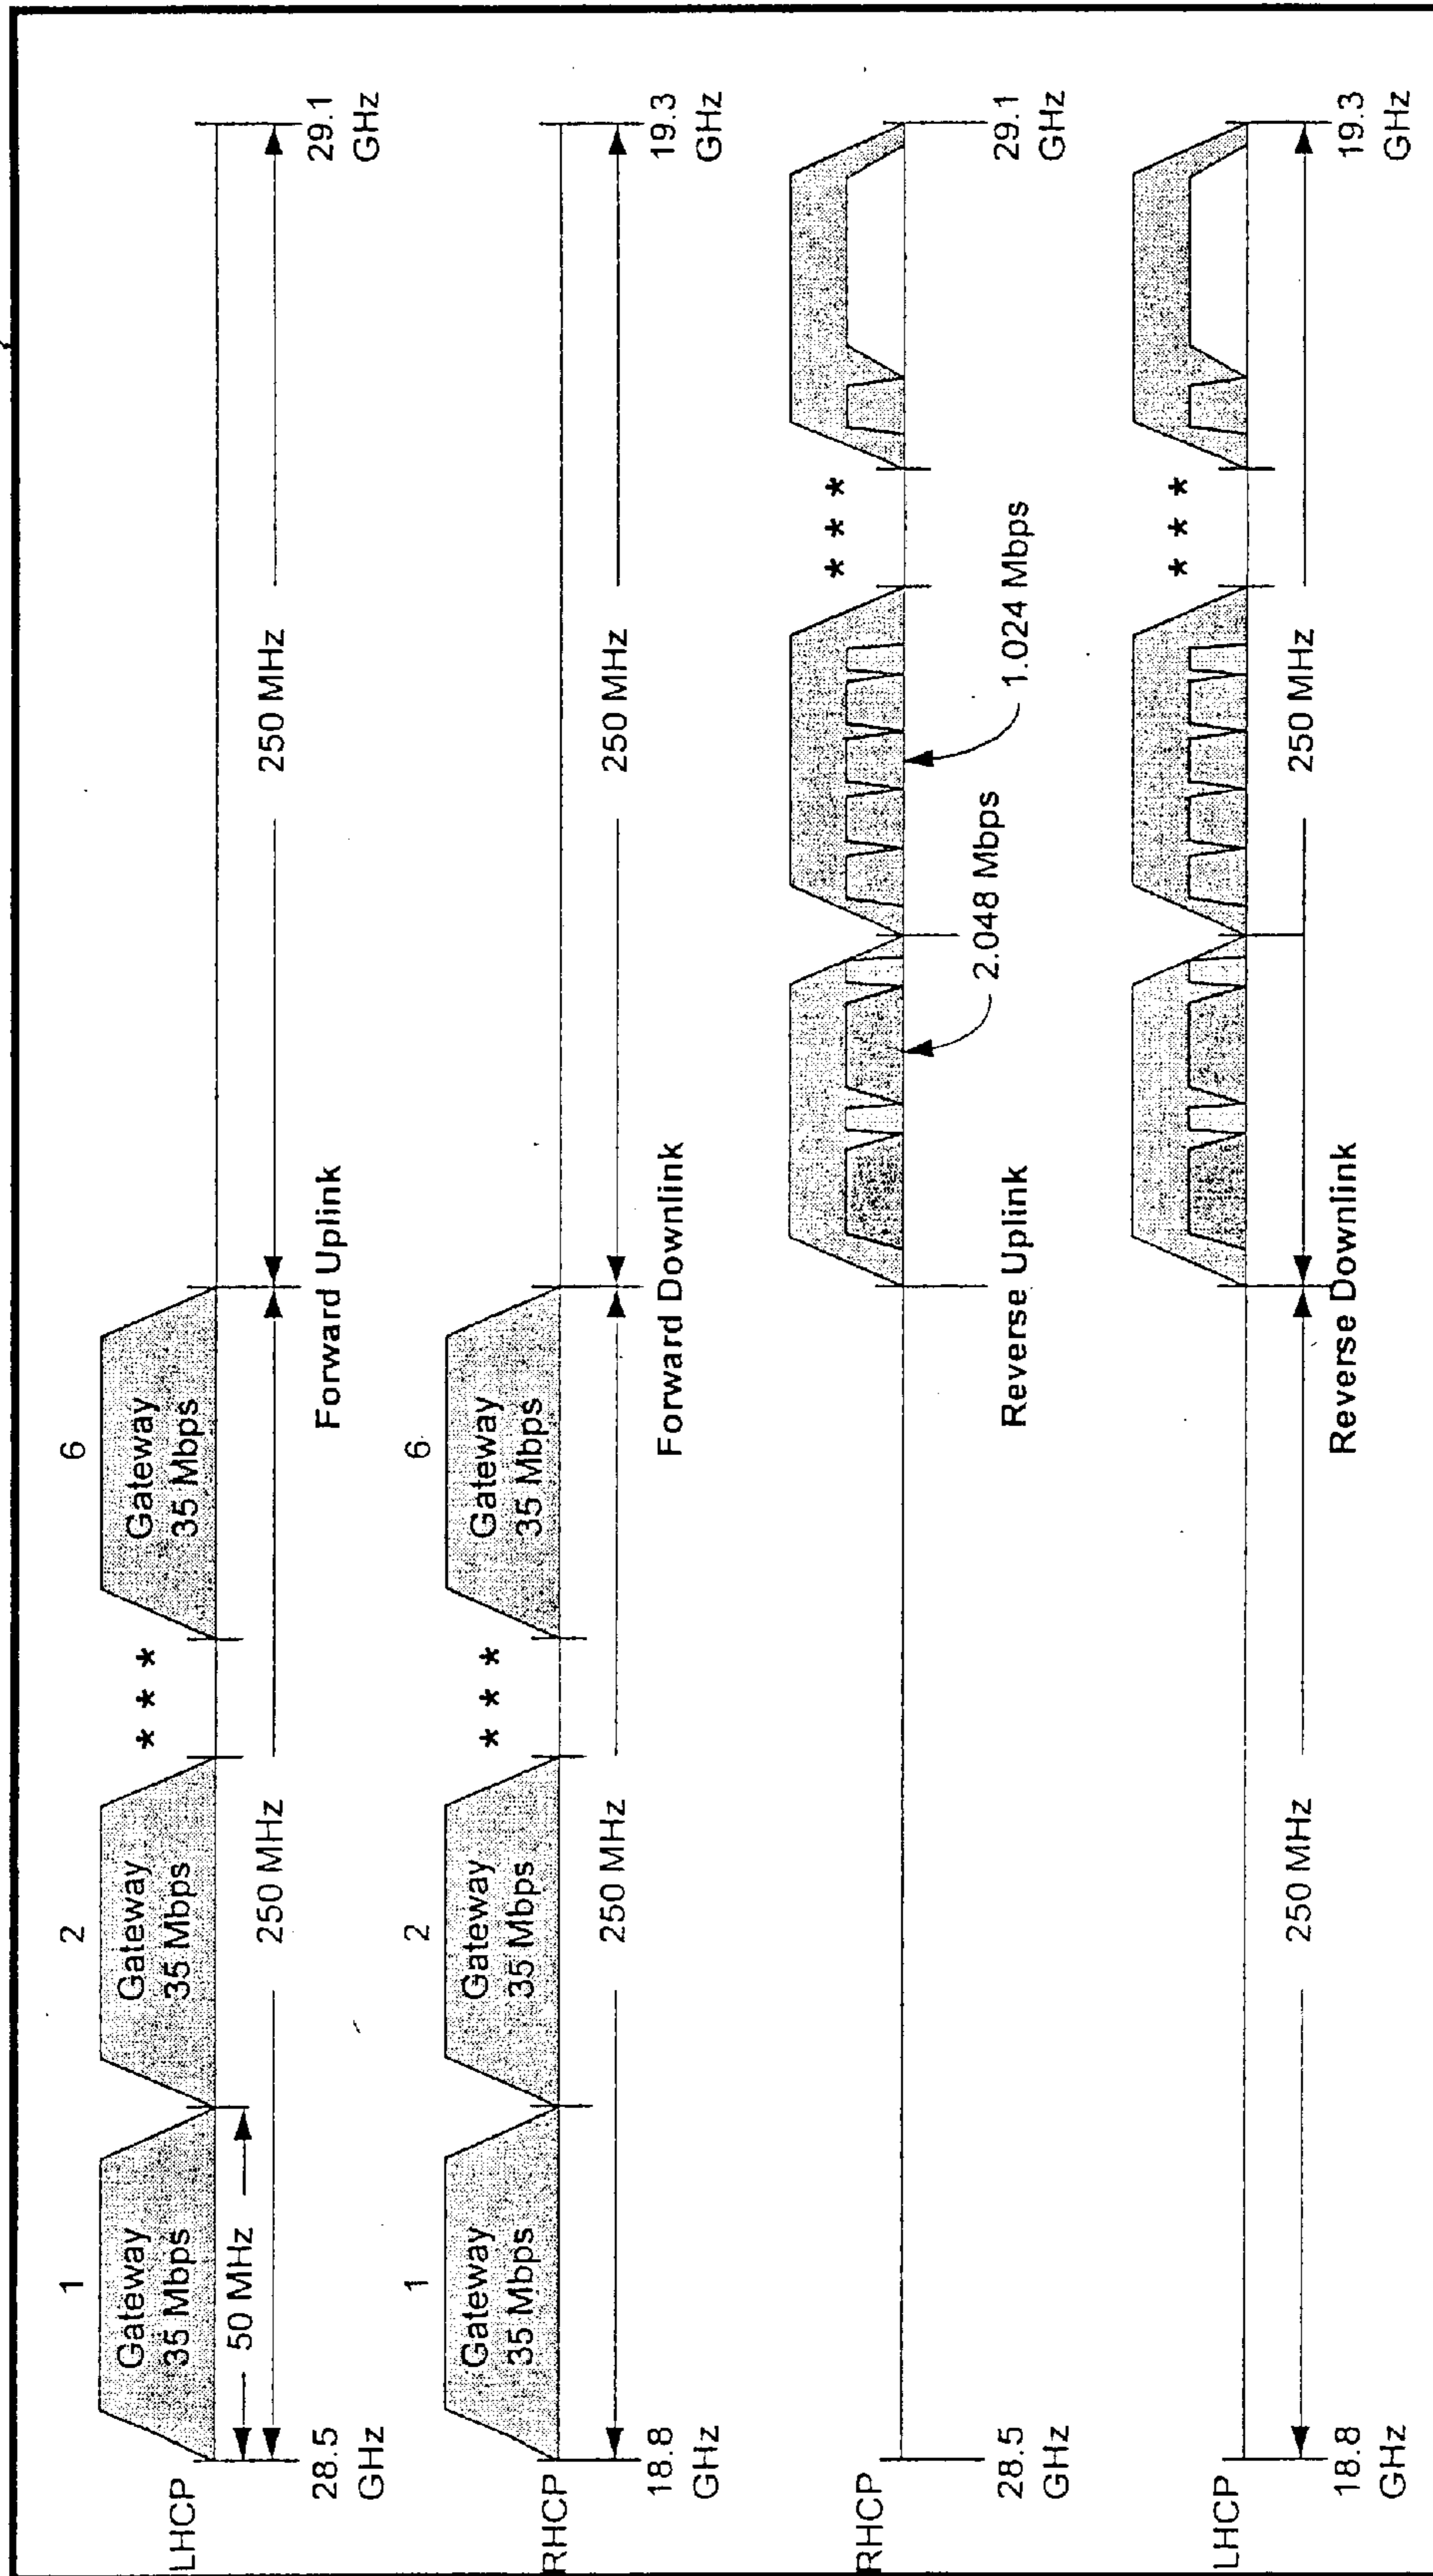 1
2
6
LHCP
Gateway
35 Mbps
Gateway
35 Mbps
* * *
Gateway
35 Mbps
50 MHz
250 MHz
250 MHz
28.5
GHz
Forward Uplink
29.1
GHz
1
2
6
RHCP
Gateway
35 Mbps
Gateway
35 Mbps
* * *
Gateway
35 Mbps
250 MHz
250 MHz
18.8
GHz
Forward Downlink
19.3
GHz
RHCP
* * *
2.048 Mbps
1.024 Mbps
28.5
GHz
Reverse Uplink
29.1
GHz
LHCP
* * *
250 MHz
250 MHz
18.8
GHz
Reverse Downlink
19.3
GHz